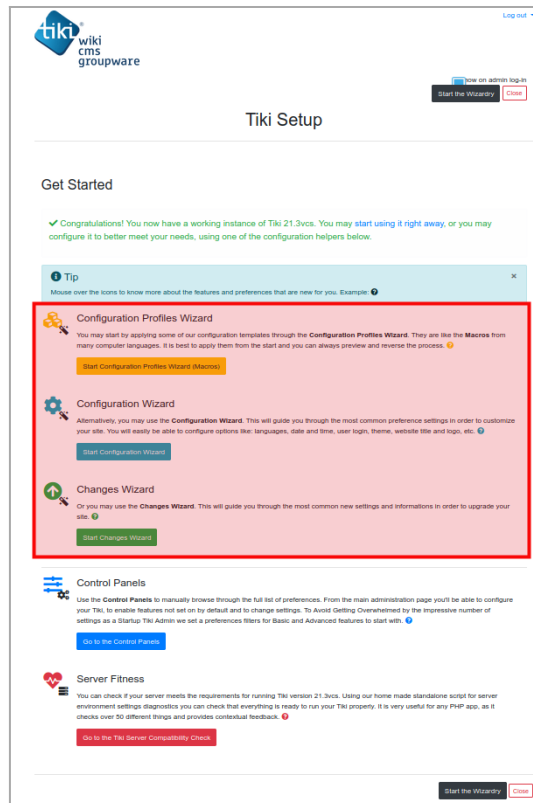 Log out
tiki
wiki
cms
groupware
how on admin log-in
Start the Wizardry Close
Tiki Setup
Get Started
Congratulations! You now have a working instance of Tiki 21.3vcs. You may start using it right away, or you may
configure it to better meet your needs, using one of the configuration helpers below.
Tip ×
Mouse over the icons to know more about the features and preferences that are new for you. Example:
Configuration Profiles Wizard
You may start by applying some of our configuration templates through the Configuration Profiles Wizard. They are like the Macros from
many computer languages. It is best to apply them from the start and you can always preview and reverse the process.
Start Configuration Profiles Wizard (Macros)
Configuration Wizard
Alternatively, you may use the Configuration Wizard. This will guide you through the most common preference settings in order to customize
your site. You will easily be able to configure options like: languages, date and time, user login, theme, website title and logo, etc.
Start Configuration Wizard
Changes Wizard
Or you may use the Changes Wizard. This will guide you through the most common new settings and informations in order to upgrade your
site.
Start Changes Wizard
Control Panels
Use the Control Panels to manually browse through the full list of preferences. From the main administration page you'll be able to configure
your Tiki, to enable features not set on by default and to change settings. To Avoid Getting Overwhelmed by the impressive number of
settings as a Startup Tiki Admin we set a preferences filters for Basic and Advanced features to start with.
Go to the Control Panels
Server Fitness
You can check if your server meets the requirements for running Tiki version 21.3vcs. Using our home made standalone script for server
environment settings diagnostics you can check that everything is ready to run your Tiki properly. It is very useful for any PHP app, as it
checks over 50 different things and provides contextual feedback.
Go to the Tiki Server Compatibility Check
Start the Wizardry Close